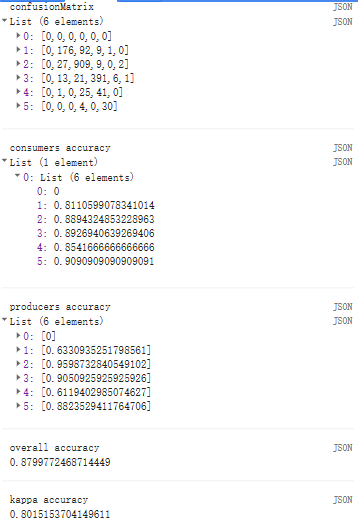 confusionMatrix JSON
List (6 elements) JSON
0: [0,0,0,0,0,0]
1: [0,176,92,9,1,0]
2: [0,27,909,9,0,2]
3: [0,13,21,391,6,1]
4: [0,1,0,25,41,0]
5: [0,0,0,4,0,30]
consumers accuracy JSON
List (1 element) JSON
0: List (6 elements)
0: 0
1: 0.8110599078341014
2: 0.8894324853228963
3: 0.8926940639269406
4: 0.8541666666666666
5: 0.9090909090909091
producers accuracy JSON
List (6 elements) JSON
0: [0]
1: [0.6330935251798561]
2: [0.9598732840549102]
3: [0.9050925925925926]
4: [0.6119402985074627]
5: [0.8823529411764706]
overall accuracy JSON
0.8799772468714449
kappa accuracy JSON
0.8015153704149611